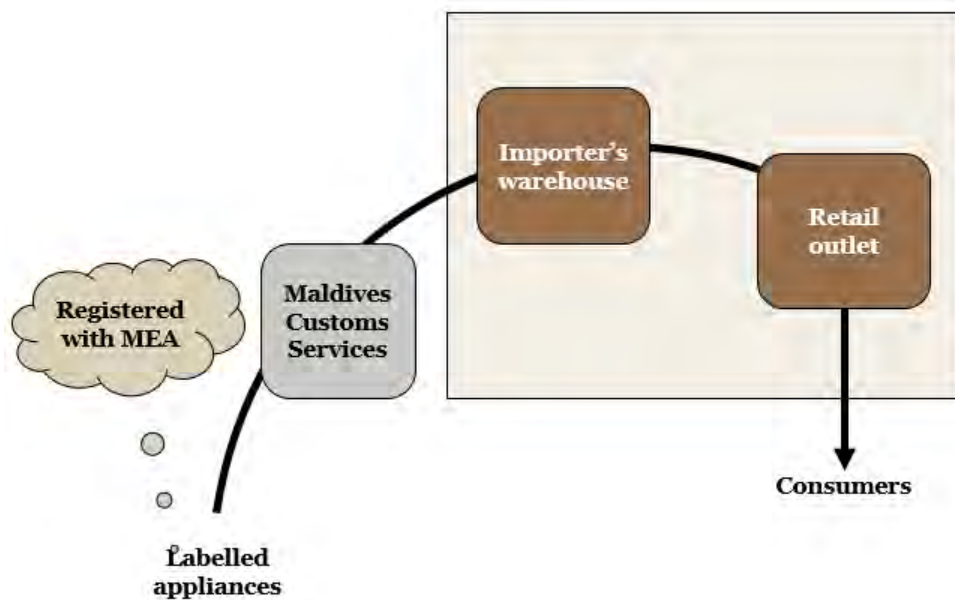 Importer's
warehouse
Retail
outlet
Maldives
Customs
Services
Registered
with MEA
Consumers
Labelled
appliances